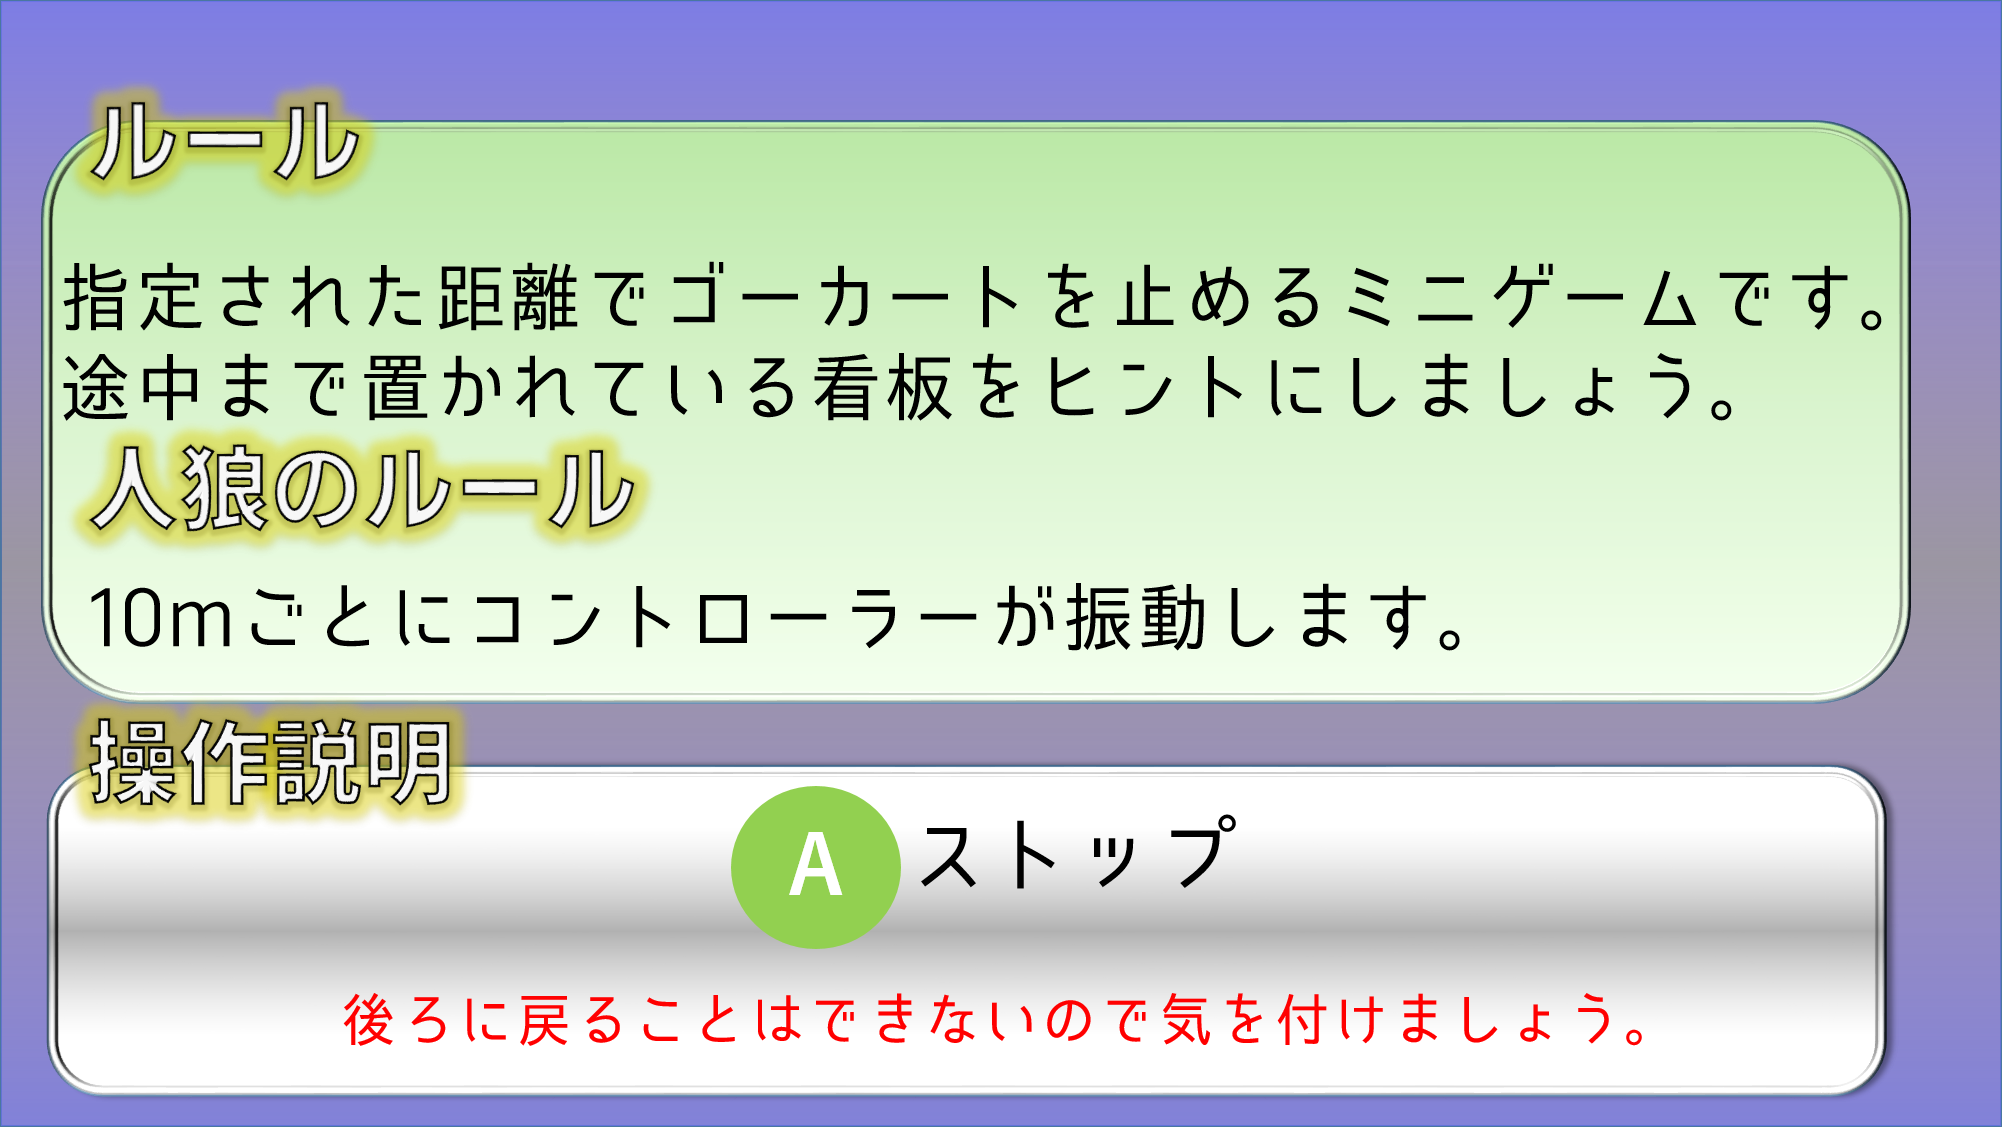 ルール
指定された距離でゴーカートを止めるミニゲームです。
途中まで置かれている看板をヒントにしましょう。
人狼のルール
10mごとにコントローラーが振動します。
操作説明
A ストップ
後ろに戻ることはできないので気を付けましょう。